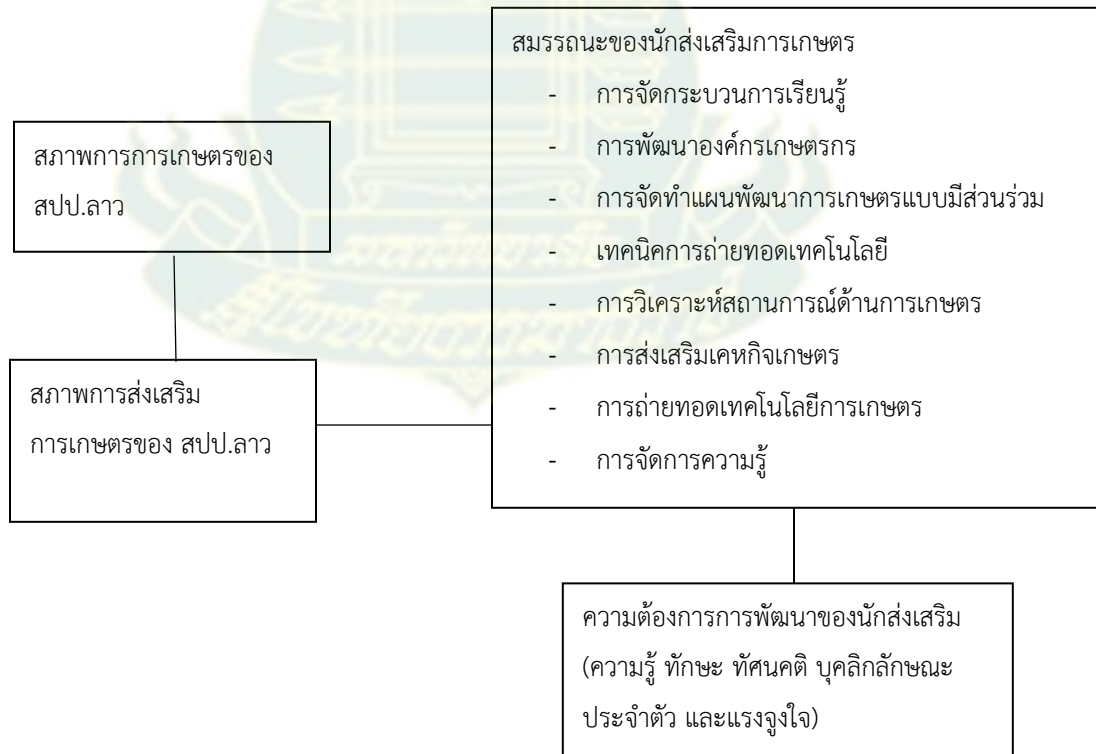 สมรรถนะของนักส่งเสริมการเกษตร
- การจัดกระบวนการเรียนรู้
- การพัฒนาองค์กรเกษตรกร
- การจัดทำแผนพัฒนาการเกษตรแบบมีส่วนร่วม
- เทคนิคการถ่ายทอดเทคโนโลยี
- การวิเคราะห์สถานการณ์ด้านการเกษตร
- การส่งเสริมเคหกิจเกษตร
- การถ่ายทอดเทคโนโลยีการเกษตร
- การจัดการความรู้
สภาพการการเกษตรของ
สปป.ลาว
สภาพการส่งเสริม
การเกษตรของ สปป.ลาว
ความต้องการการพัฒนาของนักส่งเสริม
(ความรู้ ทักษะ ทัศนคติ บุคลิกลักษณะ
ประจำตัว และแรงจูงใจ)